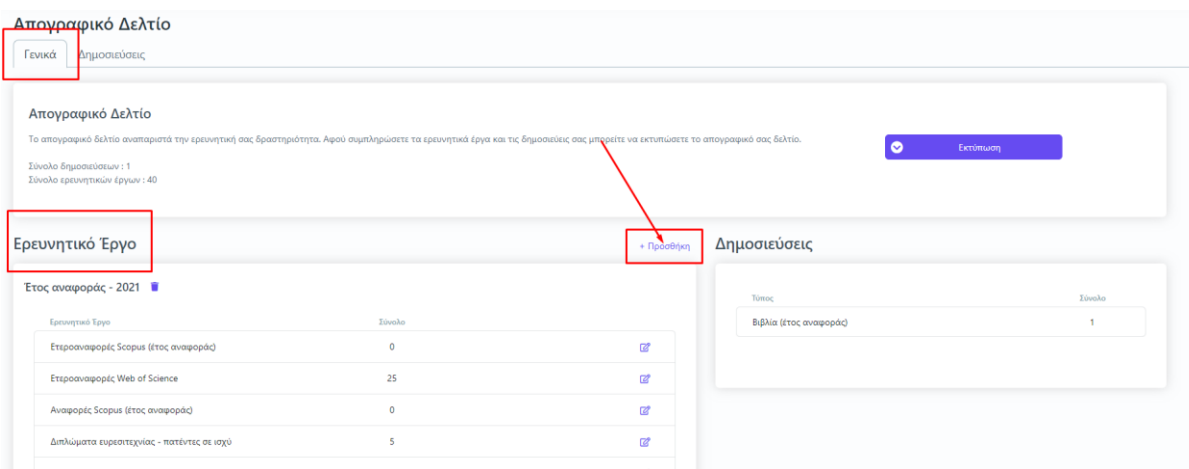 Απογραφικό Δελτίο
Γενικά
Δημοσιεύσεις
Απογραφικό Δελτίο
Το απογραφικό δελτίο αναπαριστά την ερευνητική σας δραστηριότητα. Αφού συμπληρώσετε τα ερευνητικά έργα και τις δημοσιεύσεις σας μπορείτε να εκτυπώσετε το απογραφικό σας δελτίο.
Εκτύπωση
Σύνολο δημοσιεύσεων : 1
Σύνολο ερευνητικών έργων : 40
Ερευνητικό Έργο
+ Προσθήκη
Έτος αναφοράς - 2021
Ερευνητικό Έργο Σύνολο
Ετεροαναφορές Scopus (έτος αναφοράς) 0
Ετεροαναφορές Web of Science 25
Αναφορές Scopus (έτος αναφοράς) 0
Διπλώματα ευρεσιτεχνίας - πατέντες σε ισχύ 5
Δημοσιεύσεις
Τύπος Σύνολο
Βιβλία (έτος αναφοράς) 1